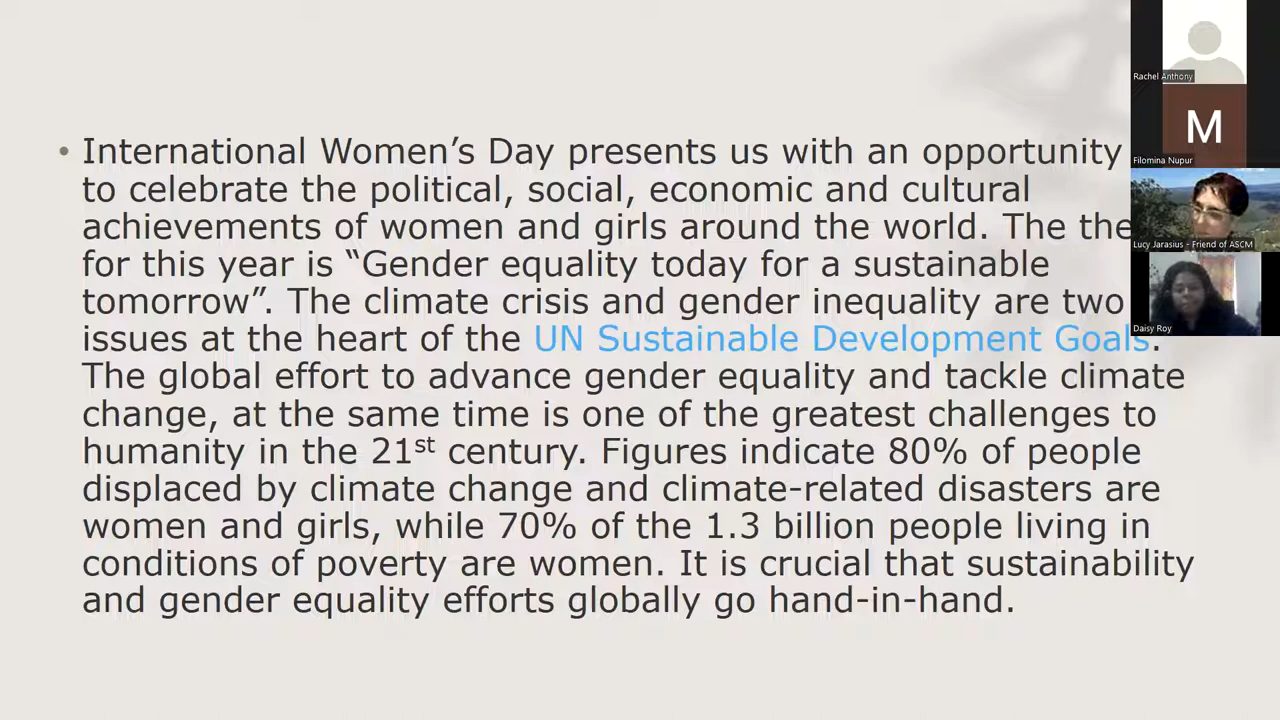 International Women’s Day presents us with an opportunity
to celebrate the political, social, economic and cultural
achievements of women and girls around the world. The
for this year is “Gender equality today for a sustainable
tomorrow”. The climate crisis and gender inequality are two
issues at the heart of the UN Sustainable Development Goals.
The global effort to advance gender equality and tackle climate
change, at the same time is one of the greatest challenges to
humanity in the 21st century. Figures indicate 80% of people
displaced by climate change and climate-related disasters are
women and girls, while 70% of the 1.3 billion people living in
conditions of poverty are women. It is crucial that sustainability
and gender equality efforts globally go hand-in-hand.
Rachel Anthony
M
Filomina Nupur
Lucy Jarasius - Friend of ASCM
Daisy Roy